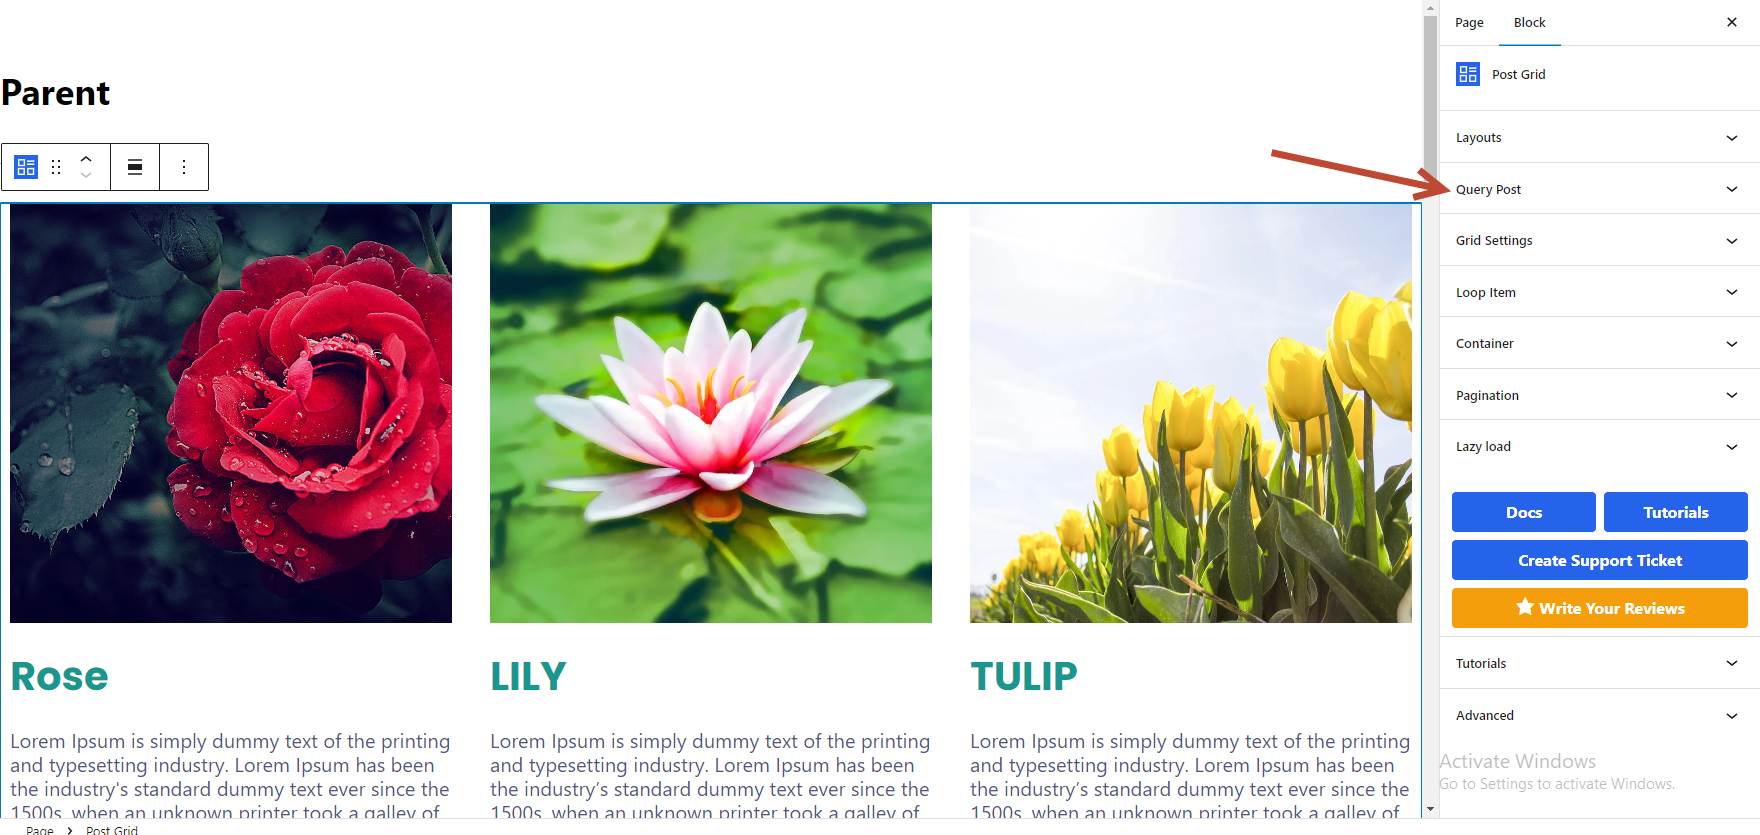 Page
Block
Post Grid
Parent
Layouts
Query Post
Grid Settings
Loop Item
Container
Pagination
Lazy load
Docs
Tutorials
Create Support Ticket
Write Your Reviews
Tutorials
Advanced
Rose
Lorem Ipsum is simply dummy text of the printing
and typesetting industry. Lorem Ipsum has been
the industry's standard dummy text ever since the
1500s, when an unknown printer took a galley of
LILY
Lorem Ipsum is simply dummy text of the printing
and typesetting industry. Lorem Ipsum has been
the industry’s standard dummy text ever since the
1500s, when an unknown printer took a galley of
TULIP
Lorem Ipsum is simply dummy text of the printing
and typesetting industry. Lorem Ipsum has been
the industry’s standard dummy text ever since the
1500s, when an unknown printer took a galley of
Activate Windows
Go to Settings to activate Windows.
Page > Post Grid